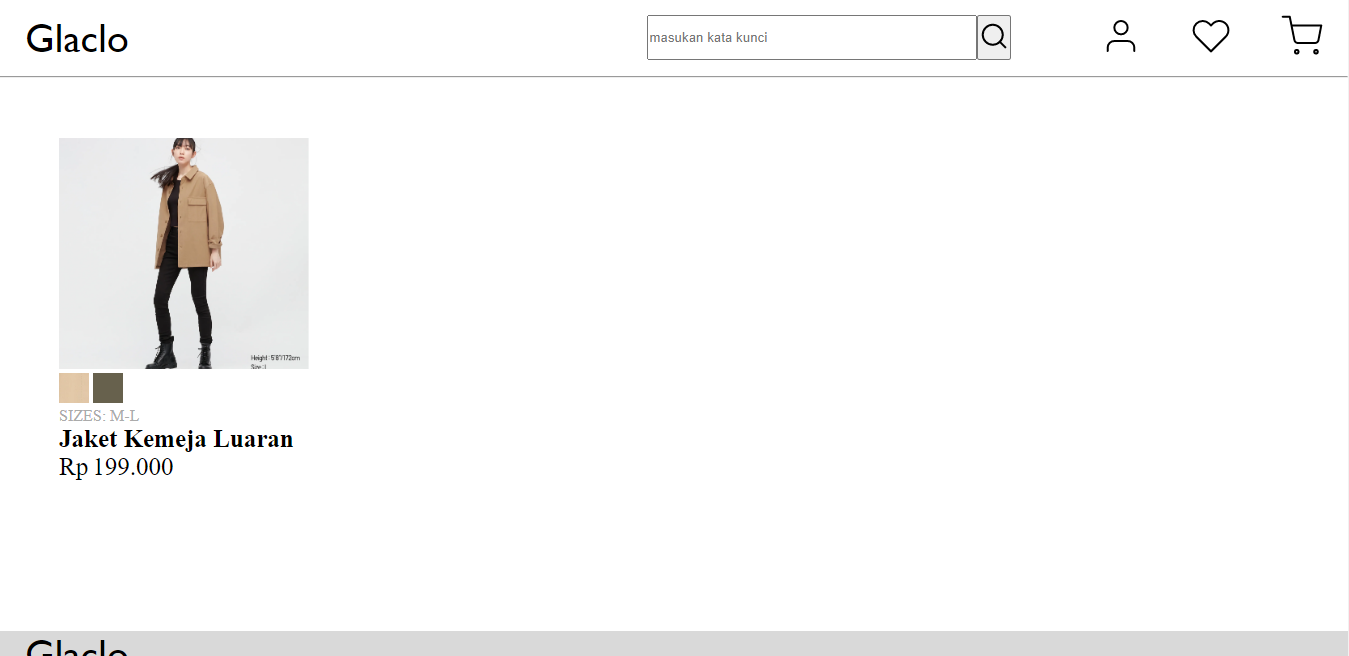 Glaclo
masukan kata kunci
Height : 5'8"/172cm
Size : L
SIZES: M-L
Jaket Kemeja Luaran
Rp 199.000
Glaclo